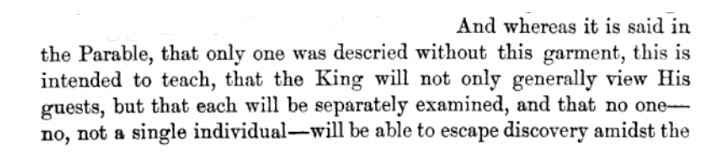 And whereas it is said in
the Parable, that only one was descried without this garment, this is
intended to teach, that the King will not only generally view His
guests, but that each will be separately examined, and that no one—
no, not a single individual—will be able to escape discovery amidst the